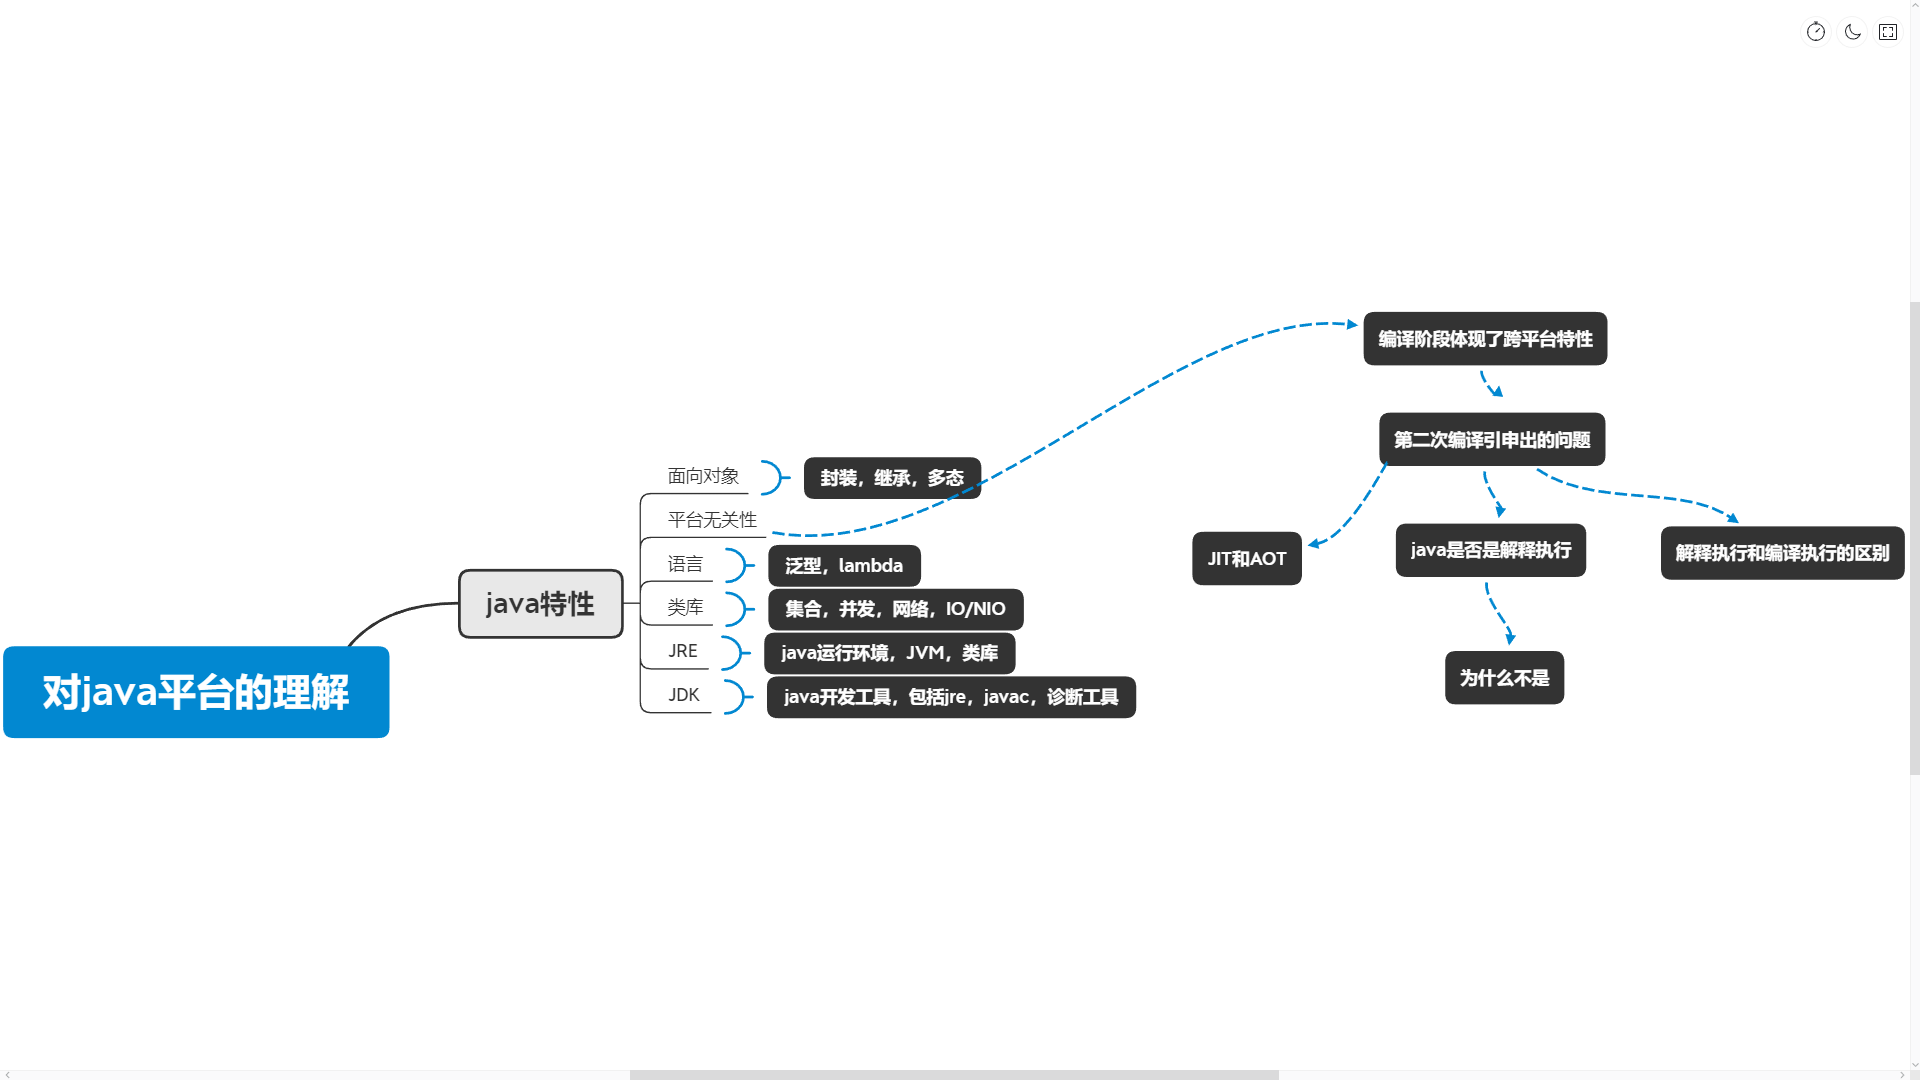 对java平台的理解
java特性
面向对象
封装，继承，多态
平台无关性
语言
泛型，lambda
类库
集合，并发，网络，IO/NIO
JRE
java运行环境，JVM，类库
JDK
java开发工具，包括jre，javac，诊断工具
编译阶段体现了跨平台特性
第二次编译引申出的问题
JIT和AOT
java是否是解释执行
解释执行和编译执行的区别
为什么不是